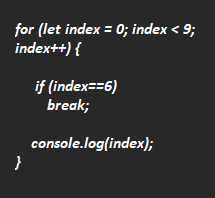 for (let index = 0; index < 9;
index++) {
if (index==6)
break;
console.log(index);
}